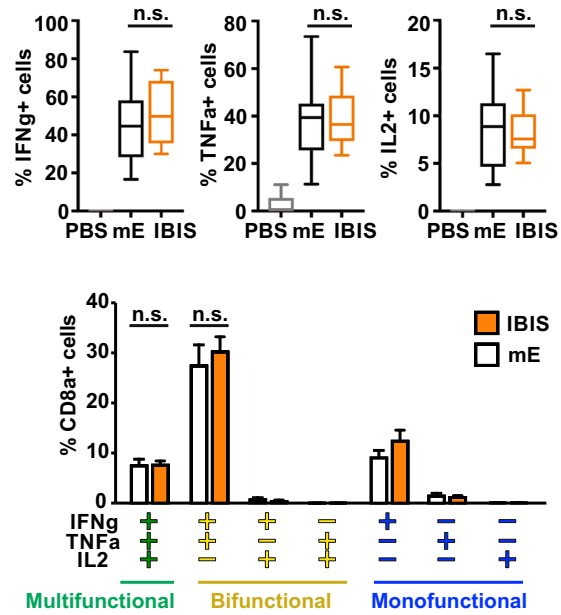 n.s.
% IFNg+ cells
100
80
60
40
20
0
PBS mE IBIS
n.s.
% TNFa+ cells
80
60
40
20
0
PBS mE IBIS
n.s.
% IL2+ cells
20
15
10
5
0
PBS mE IBIS
% CD8a+ cells
40
30
20
10
0
n.s.
n.s.
IBIS
mE
IFNg + + + − + − −
TNFa + + − + − + −
IL2 + − + + − − +
Multifunctional Bifunctional Monofunctional